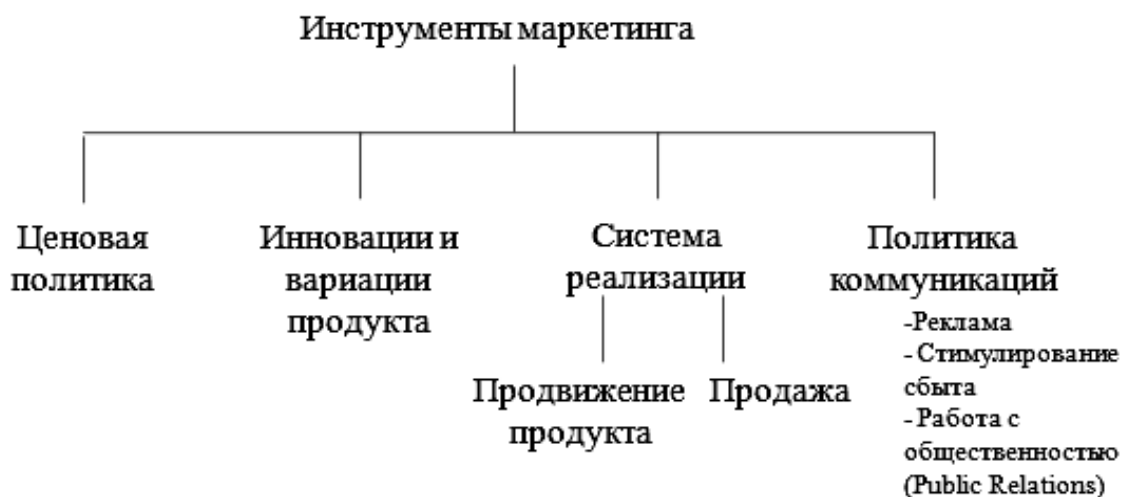 Инструменты маркетинга
Ценовая
политика
Инновации и
вариации
продукта
Система
реализации
Продвижение
продукта
Продажа
Политика
коммуникаций
-Реклама
- Стимулирование
сбыта
- Работа с
общественностью
(Public Relations)